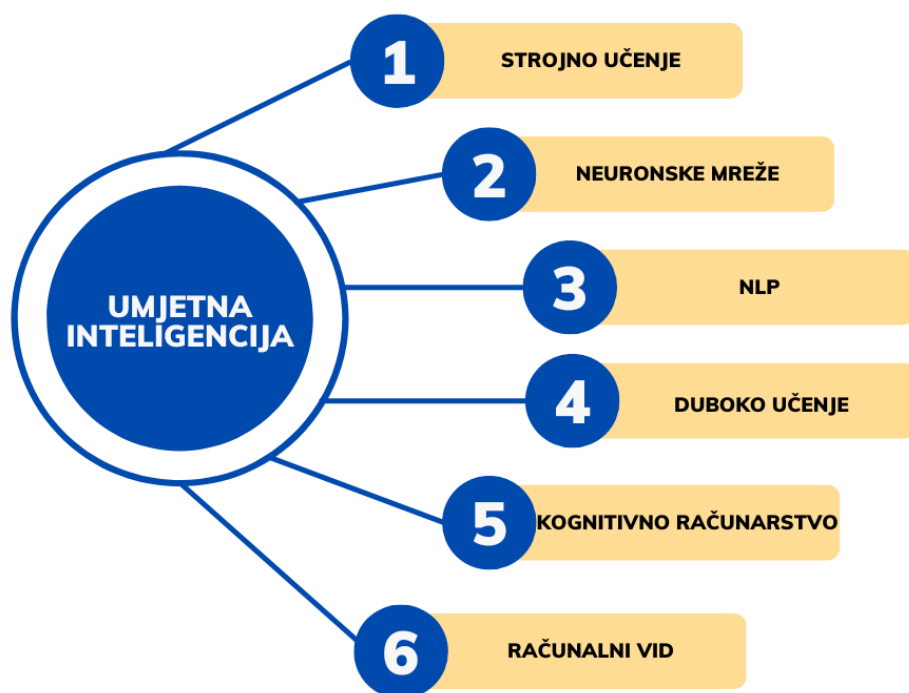 1
STROJNO UČENJE
2
NEURONSKE MREŽE
3
NLP
UMJETNA
INTELIGENCIJA
4
DUBOKO UČENJE
5
KOGNITIVNO RAČUNARSTVO
6
RAČUNALNI VID